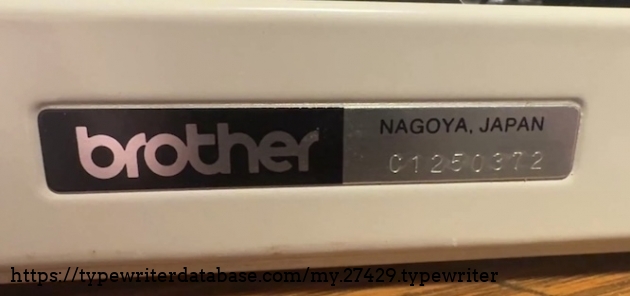 brother
NAGOYA, JAPAN
C1250372
https://typewriterdatabase.com/my.27429.typewriter